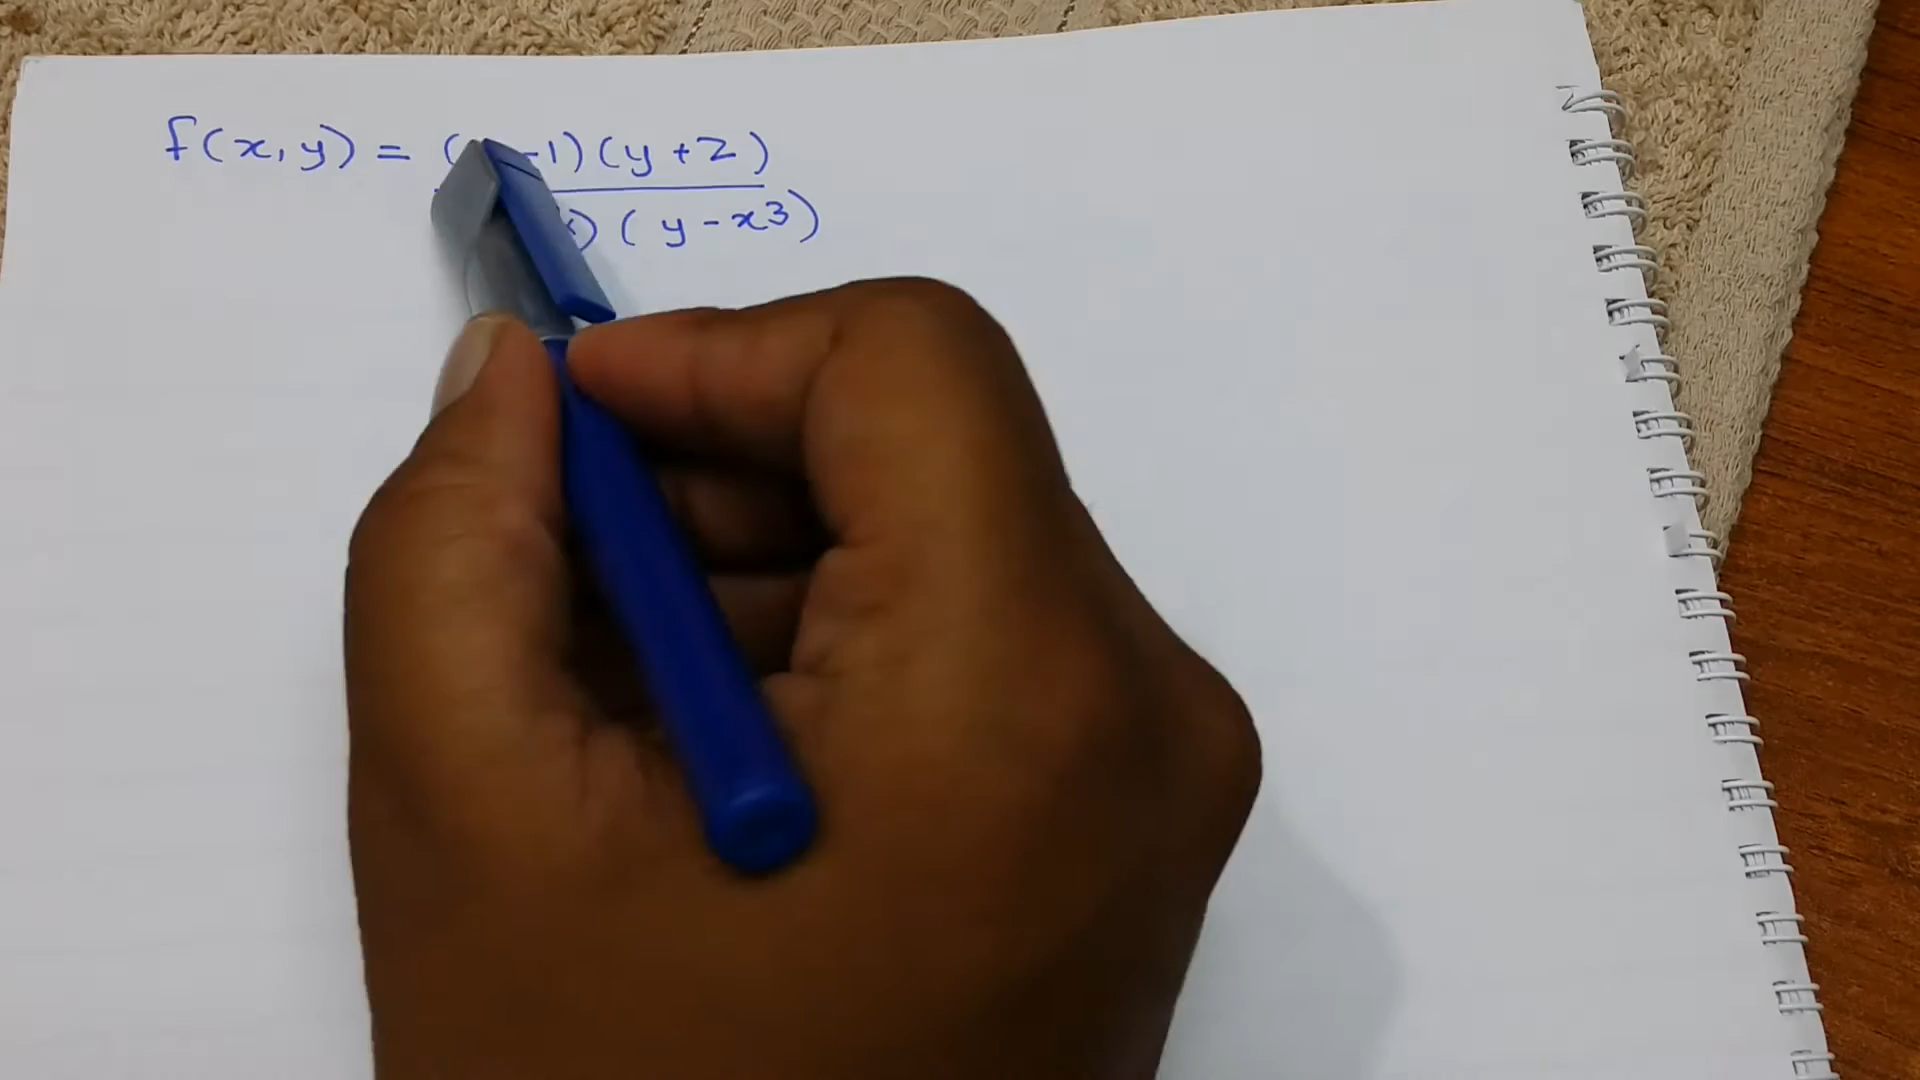 f(x,y) = ( -1)(y+2)
) (y-x3)